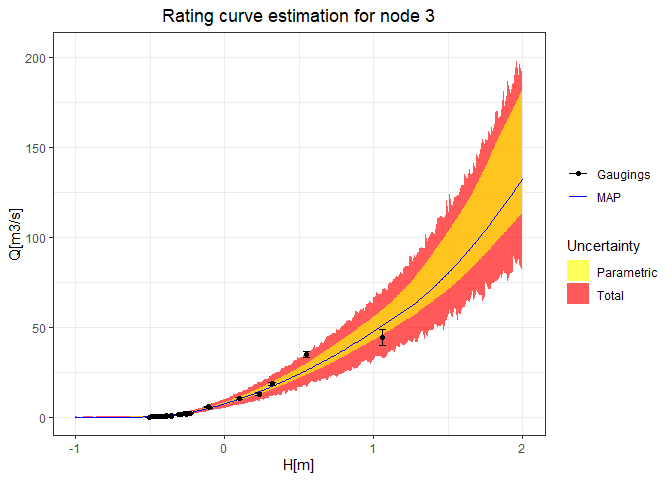 Rating curve estimation for node 3
Q[m3/s]
200
150
100
50
0
-1
0
1
2
H[m]
Gaugings
MAP
Uncertainty
Parametric
Total